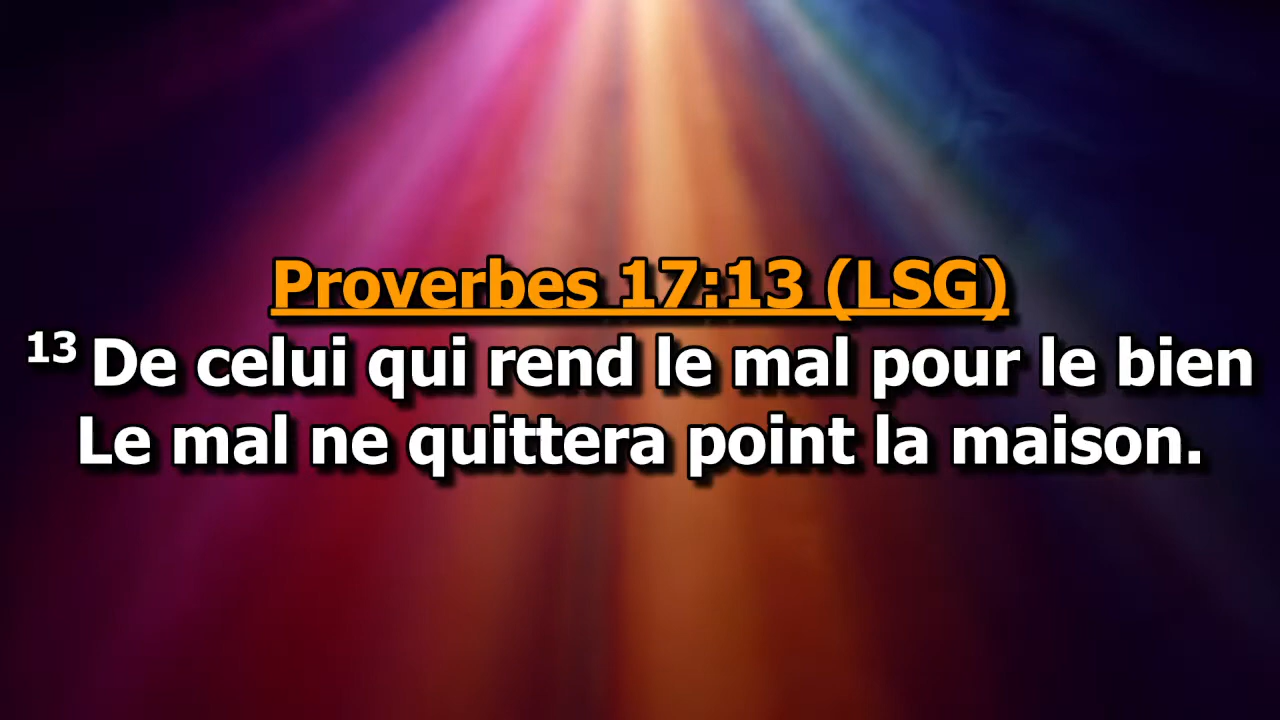 Proverbes 17:13 (LSG)
13 De celui qui rend le mal pour le bien
Le mal ne quittera point la maison.